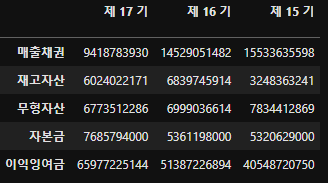 제 17 기 제 16 기 제 15 기
매출채권 9418783930 14529051482 15533635598
재고자산 6024022171 6839745914 3248363241
무형자산 6773512286 6999036614 7834412869
자본금 7685794000 5361198000 5320629000
이익잉여금 65977225144 51387226894 40548720750